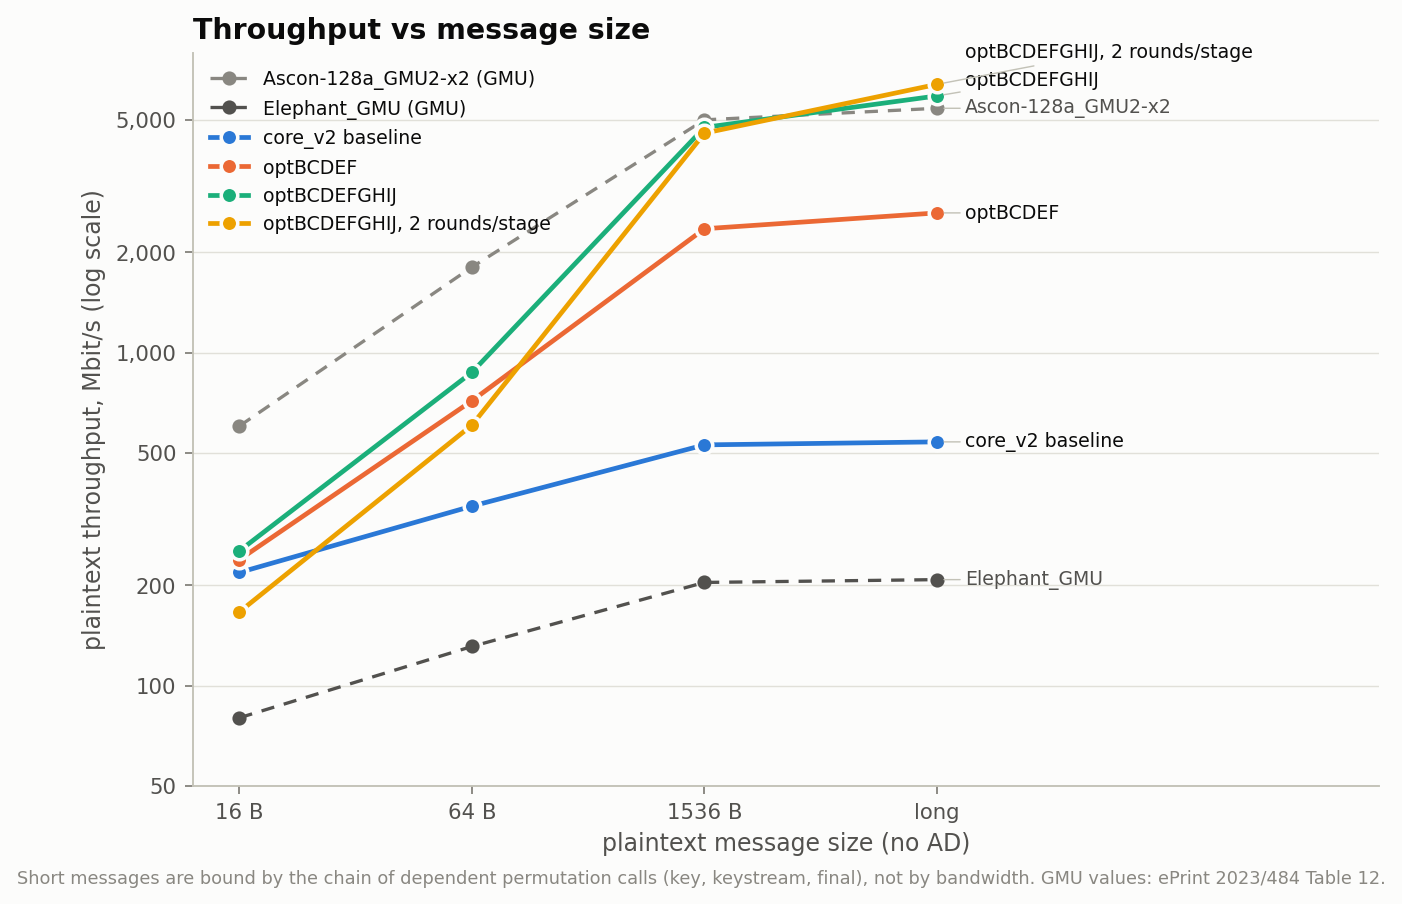 Throughput vs message size
Ascon-128a_GMU2-x2 (GMU)
Elephant_GMU (GMU)
core_v2 baseline
optBCDEF
optBCDEFGHIJ
optBCDEFGHIJ, 2 rounds/stage
optBCDEFGHIJ, 2 rounds/stage
optBCDEFGHIJ
Ascon-128a_GMU2-x2
optBCDEF
core_v2 baseline
Elephant_GMU
plaintext throughput, Mbit/s (log scale)
5,000
2,000
1,000
500
200
100
50
16 B
64 B
1536 B
long
plaintext message size (no AD)
Short messages are bound by the chain of dependent permutation calls (key, keystream, final), not by bandwidth. GMU values: ePrint 2023/484 Table 12.